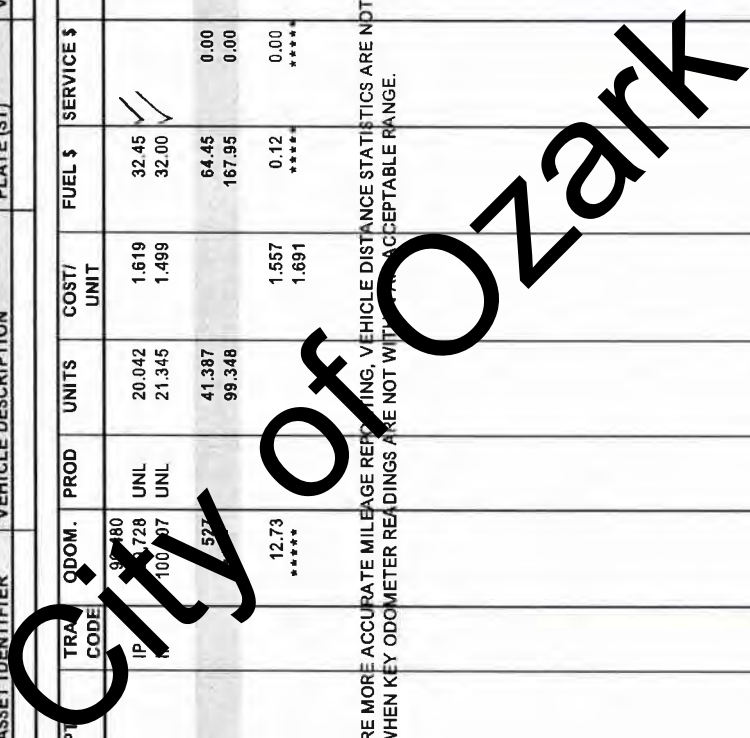 ASSET IDENTIFIER VEHICLE DESCRIPTION PLATE (ST)
ODOM. PROD UNITS COST/ FUEL $ SERVICE $
CODE UNIT
IP UNL 20.042 1.619 32.45
UNL 21.345 1.499 32.00
41.387 64.45 0.00
99.348 167.95 0.00
12.73 1.557 0.12 0.00
***** 1.691 ***** *****
MORE ACCURATE MILEAGE REPORTING, VEHICLE DISTANCE STATISTICS ARE NOT
WHEN KEY ODOMETER READINGS ARE NOT WITHIN AN ACCEPTABLE RANGE.
City of Ozark